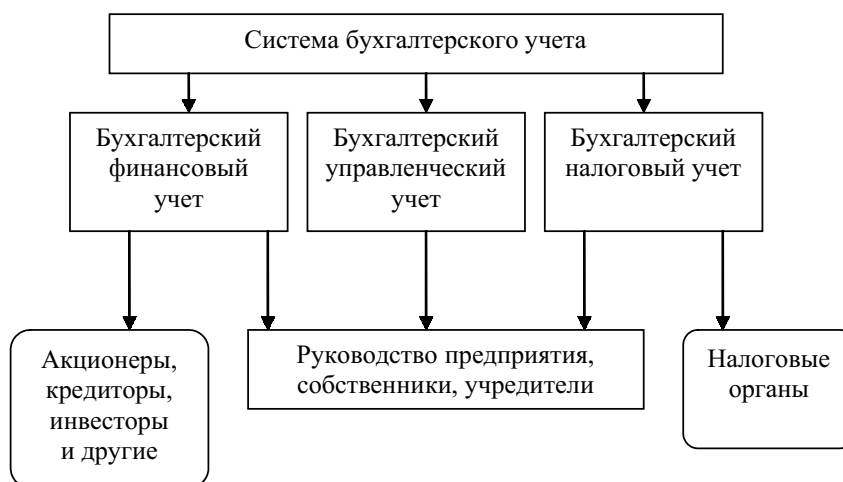 Система бухгалтерского учета
Бухгалтерский
финансовый
учет
Бухгалтерский
управленческий
учет
Бухгалтерский
налоговый учет
Акционеры,
кредиторы,
инвесторы
и другие
Руководство предприятия,
собственники, учредители
Налоговые
органы